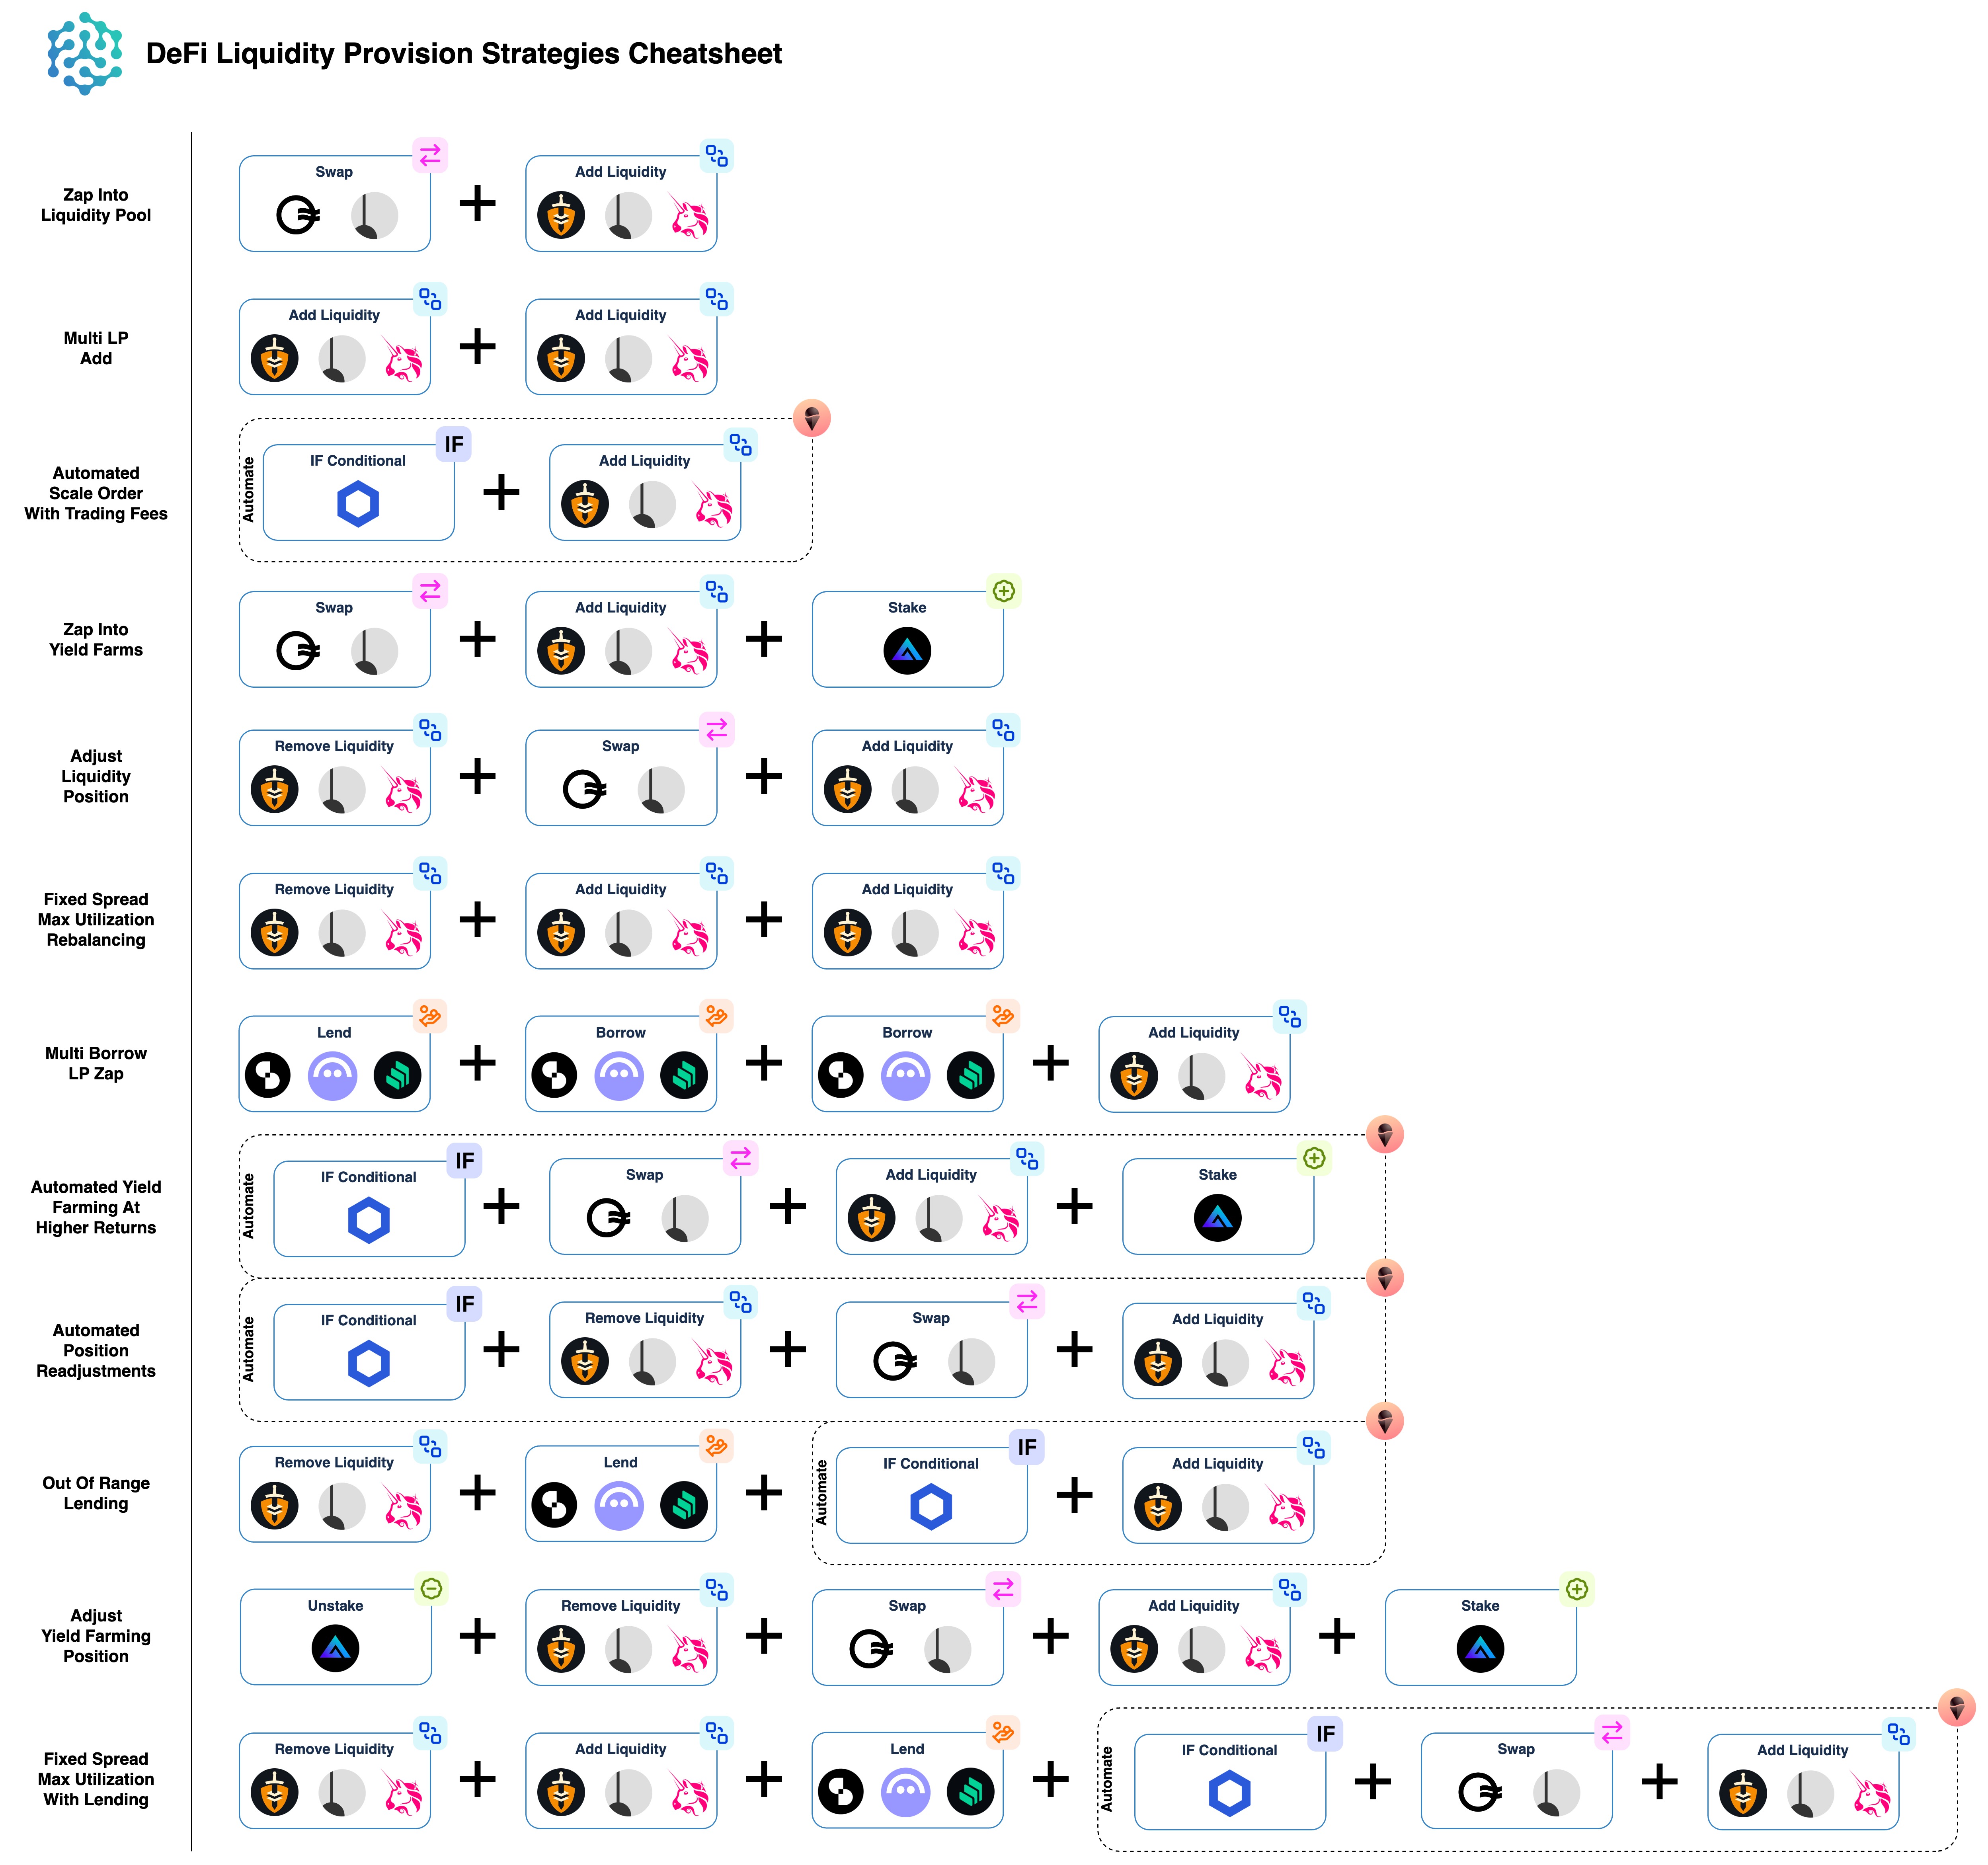 DeFi Liquidity Provision Strategies Cheatsheet
Zap Into
Liquidity Pool
Swap
Add Liquidity
Multi LP
Add
Add Liquidity
Add Liquidity
Automated
Scale Order
With Trading Fees
Automate
IF Conditional
IF
Add Liquidity
Zap Into
Yield Farms
Swap
Add Liquidity
Stake
Adjust
Liquidity
Position
Remove Liquidity
Swap
Add Liquidity
Fixed Spread
Max Utilization
Rebalancing
Remove Liquidity
Add Liquidity
Add Liquidity
Multi Borrow
LP Zap
Lend
Borrow
Borrow
Add Liquidity
Automated Yield
Farming At
Higher Returns
Automate
IF Conditional
IF
Swap
Add Liquidity
Stake
Automated
Position
Readjustments
Automate
IF Conditional
IF
Remove Liquidity
Swap
Add Liquidity
Out Of Range
Lending
Remove Liquidity
Lend
Automate
IF Conditional
IF
Add Liquidity
Adjust
Yield Farming
Position
Unstake
Remove Liquidity
Swap
Add Liquidity
Stake
Fixed Spread
Max Utilization
With Lending
Remove Liquidity
Add Liquidity
Lend
Automate
IF Conditional
IF
Swap
Add Liquidity